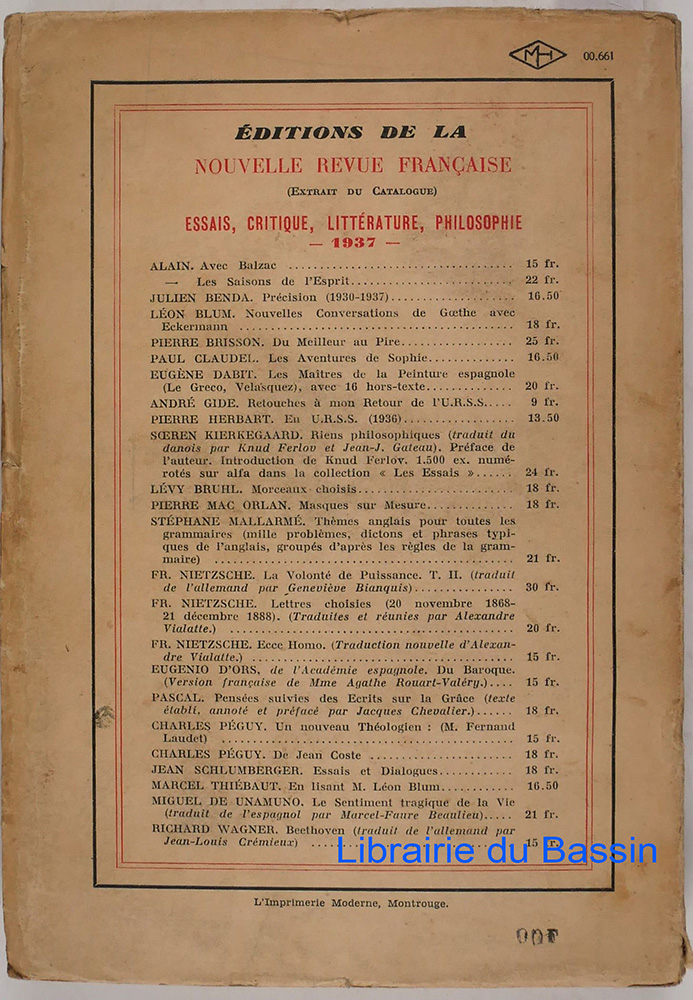 MH 00.661
ÉDITIONS DE LA
NOUVELLE REVUE FRANÇAISE
(EXTRAIT DU CATALOGUE)
ESSAIS, CRITIQUE, LITTÉRATURE, PHILOSOPHIE
— 1937 —
ALAIN. Avec Balzac .................................. 15 fr.
— Les Saisons de l'Esprit......................... 22 fr.
JULIEN BENDA. Précision (1930-1937)................... 16.50
LÉON BLUM. Nouvelles Conversations de Gœthe avec
Eckermann .......................................... 18 fr.
PIERRE BRISSON. Du Meilleur au Pire................. 25 fr.
PAUL CLAUDEL. Les Aventures de Sophie.............. 16.50
EUGÈNE DABIT. Les Maîtres de la Peinture espagnole
(Le Greco, Velasquez), avec 16 hors-texte.............. 20 fr.
ANDRÉ GIDE. Retouches à mon Retour de l'U.R.S.S..... 9 fr.
PIERRE HERBART. En U.R.S.S. (1936)................. 13.50
SŒREN KIERKEGAARD. Riens philosophiques (traduit du
danois par Knud Ferlov et Jean-J. Gateau). Préface de
l'auteur. Introduction de Knud Ferlov. 1.500 ex. numé-
rotés sur alfa dans la collection « Les Essais »...... 24 fr.
LÉVY BRUHL. Morceaux choisis........................ 18 fr.
PIERRE MAC ORLAN. Masques sur Mesure.............. 18 fr.
STÉPHANE MALLARMÉ. Thèmes anglais pour toutes les
grammaires (mille problèmes, dictons et phrases typi-
ques de l'anglais, groupés d'après les règles de la gram-
maire) ............................................. 21 fr.
FR. NIETZSCHE. La Volonté de Puissance. T. II. (traduit
de l'allemand par Geneviève Bianquis)................ 30 fr.
FR. NIETZSCHE. Lettres choisies (20 novembre 1868-
21 décembre 1888). (Traduites et réunies par Alexandre
Vialatte.) ........................................... 20 fr.
FR. NIETZSCHE. Ecce Homo. (Traduction nouvelle d'Alexan-
dre Vialatte.) ....................................... 15 fr.
EUGENIO D'ORS, de l'Académie espagnole. Du Baroque.
(Version française de Mme Agathe Rouart-Valéry.).... 15 fr.
PASCAL. Pensées suivies des Ecrits sur la Grâce (texte
établi, annoté et préfacé par Jacques Chevalier.)...... 18 fr.
CHARLES PÉGUY. Un nouveau Théologien : (M. Fernand
Laudet) ............................................ 15 fr.
CHARLES PÉGUY. De Jean Coste ...................... 18 fr.
JEAN SCHLUMBERGER. Essais et Dialogues............ 18 fr.
MARCEL THIÉBAUT. En lisant M. Léon Blum............ 16.50
MIGUEL DE UNAMUNO. Le Sentiment tragique de la Vie
(traduit de l'espagnol par Marcel-Faure Beaulieu)..... 21 fr.
RICHARD WAGNER. Beethoven (traduit de l'allemand par
Jean-Louis Crémieux) ............................... 15 fr.
Librairie du Bassin
L'Imprimerie Moderne, Montrouge.